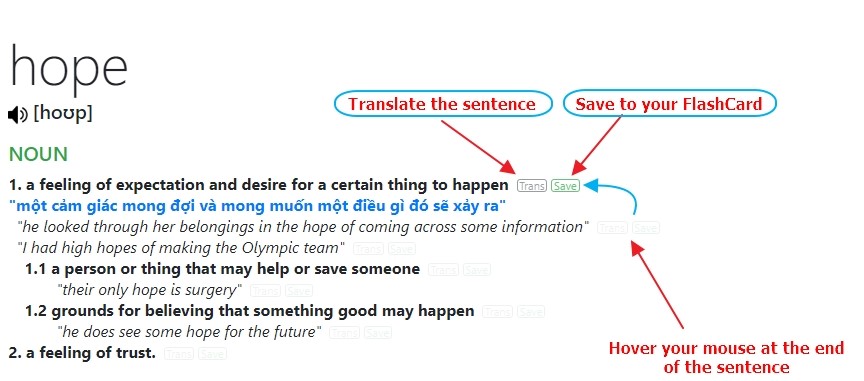 hope
[hoʊp]
Translate the sentence
Save to your FlashCard
NOUN
1. a feeling of expectation and desire for a certain thing to happen Trans Save
"một cảm giác mong đợi và mong muốn một điều gì đó sẽ xảy ra"
"he looked through her belongings in the hope of coming across some information" Trans Save
"I had high hopes of making the Olympic team" Trans Save
1.1 a person or thing that may help or save someone Trans Save
"their only hope is surgery" Trans Save
1.2 grounds for believing that something good may happen Trans Save
"he does see some hope for the future" Trans Save
2. a feeling of trust. Trans Save
Hover your mouse at the end
of the sentence